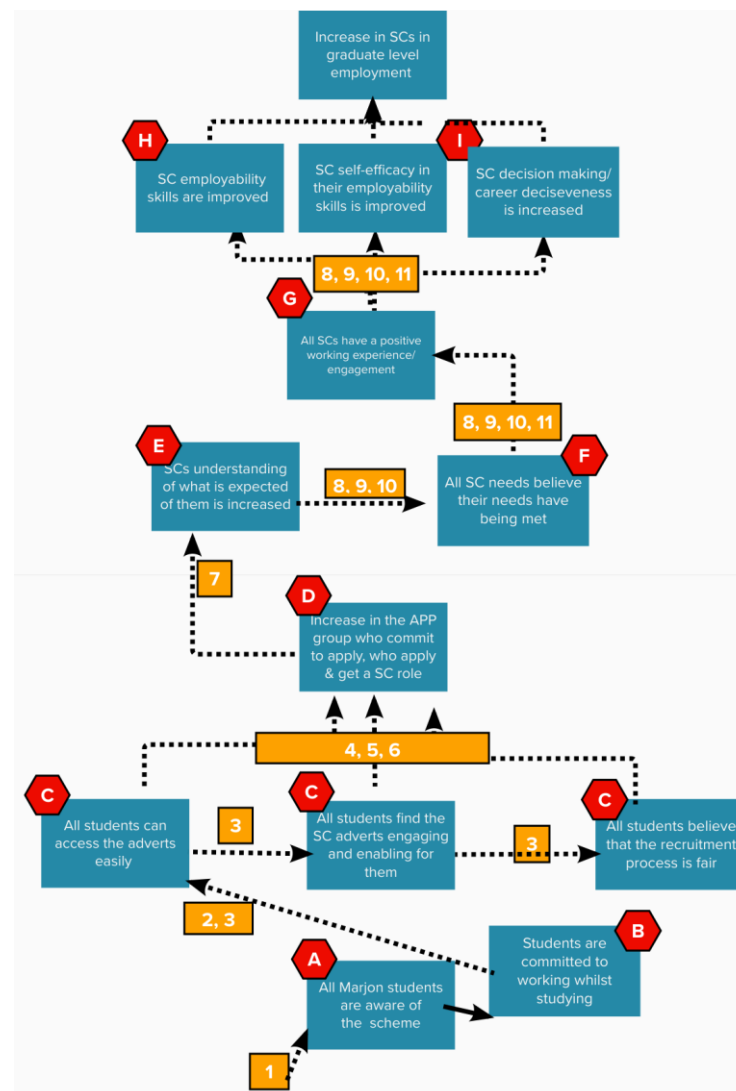 Increase in SCs in
graduate level
employment
H
I
SC employability
skills are improved
SC self-efficacy in
their employability
skills is improved
SC decision making/
career deciseveness
is increased
8, 9, 10, 11
G
All SCs have a positive
working experience/
engagement
8, 9, 10, 11
E
SCs understanding
of what is expected
of them is increased
8, 9, 10
F
All SC needs believe
their needs have
being met
7
D
Increase in the APP
group who commit
to apply, who apply
& get a SC role
4, 5, 6
C
All students can
access the adverts
easily
3
C
All students find the
SC adverts engaging
and enabling for
them
3
C
All students believe
that the recruitment
process is fair
2, 3
B
Students are
committed to
working whilst
studying
A
All Marjon students
are aware of
the scheme
1